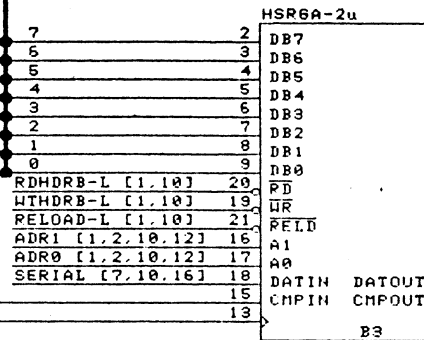 HSR6A-2u
7 2 DB7
6 3 DB6
5 4 DB5
4 5 DB4
3 6 DB3
2 7 DB2
1 8 DB1
0 9 DB0
RDHDRB-L [1,10] 20 RD
WTHDRB-L [1,10] 19 WR
RELOAD-L [1,10] 21 RELD
ADR1 [1,2,10,12] 16 A1
ADR0 [1,2,10,12] 17 A0
SERIAL [7,10,16] 18 DATIN DATOUT
15 CMPIN CMPOUT
13
B3